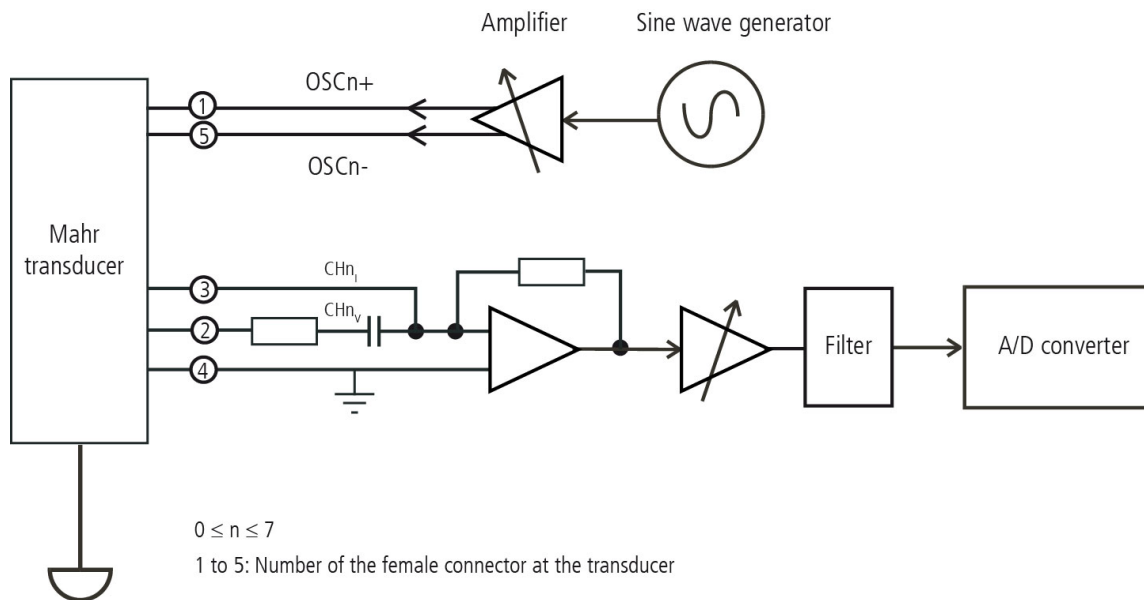 Amplifier
Sine wave generator
OSCn+
1
5
OSCn-
Mahr
transducer
CHnI
3
CHnV
2
4
Filter
A/D converter
0 ≤ n ≤ 7
1 to 5: Number of the female connector at the transducer